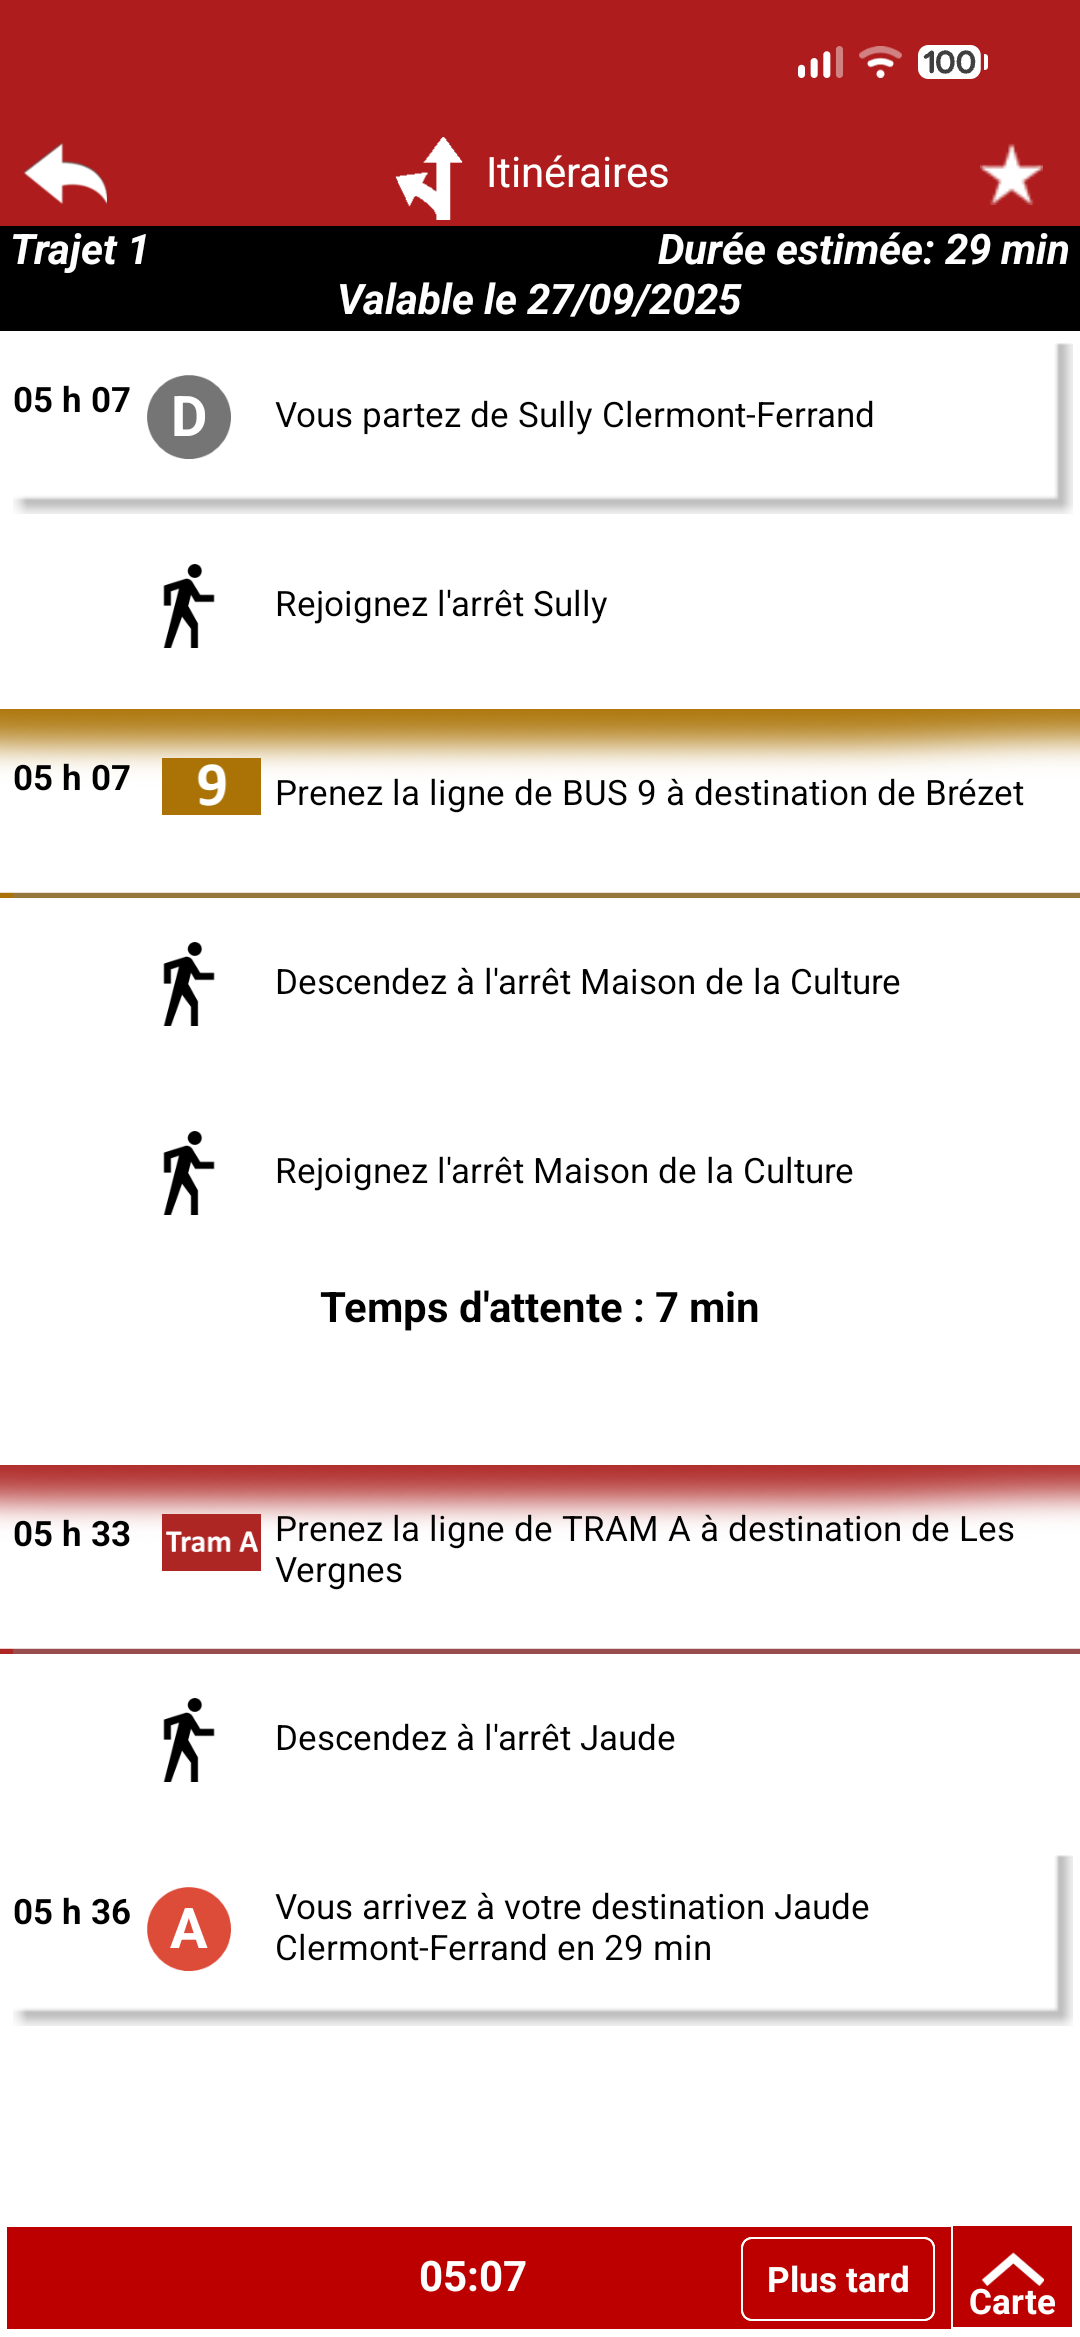 100
Itinéraires
Trajet 1
Durée estimée: 29 min
Valable le 27/09/2025
05 h 07
D
Vous partez de Sully Clermont-Ferrand
Rejoignez l'arrêt Sully
05 h 07
9
Prenez la ligne de BUS 9 à destination de Brézet
Descendez à l'arrêt Maison de la Culture
Rejoignez l'arrêt Maison de la Culture
Temps d'attente : 7 min
05 h 33
Tram A
Prenez la ligne de TRAM A à destination de Les
Vergnes
Descendez à l'arrêt Jaude
05 h 36
A
Vous arrivez à votre destination Jaude
Clermont-Ferrand en 29 min
05:07
Plus tard
Carte